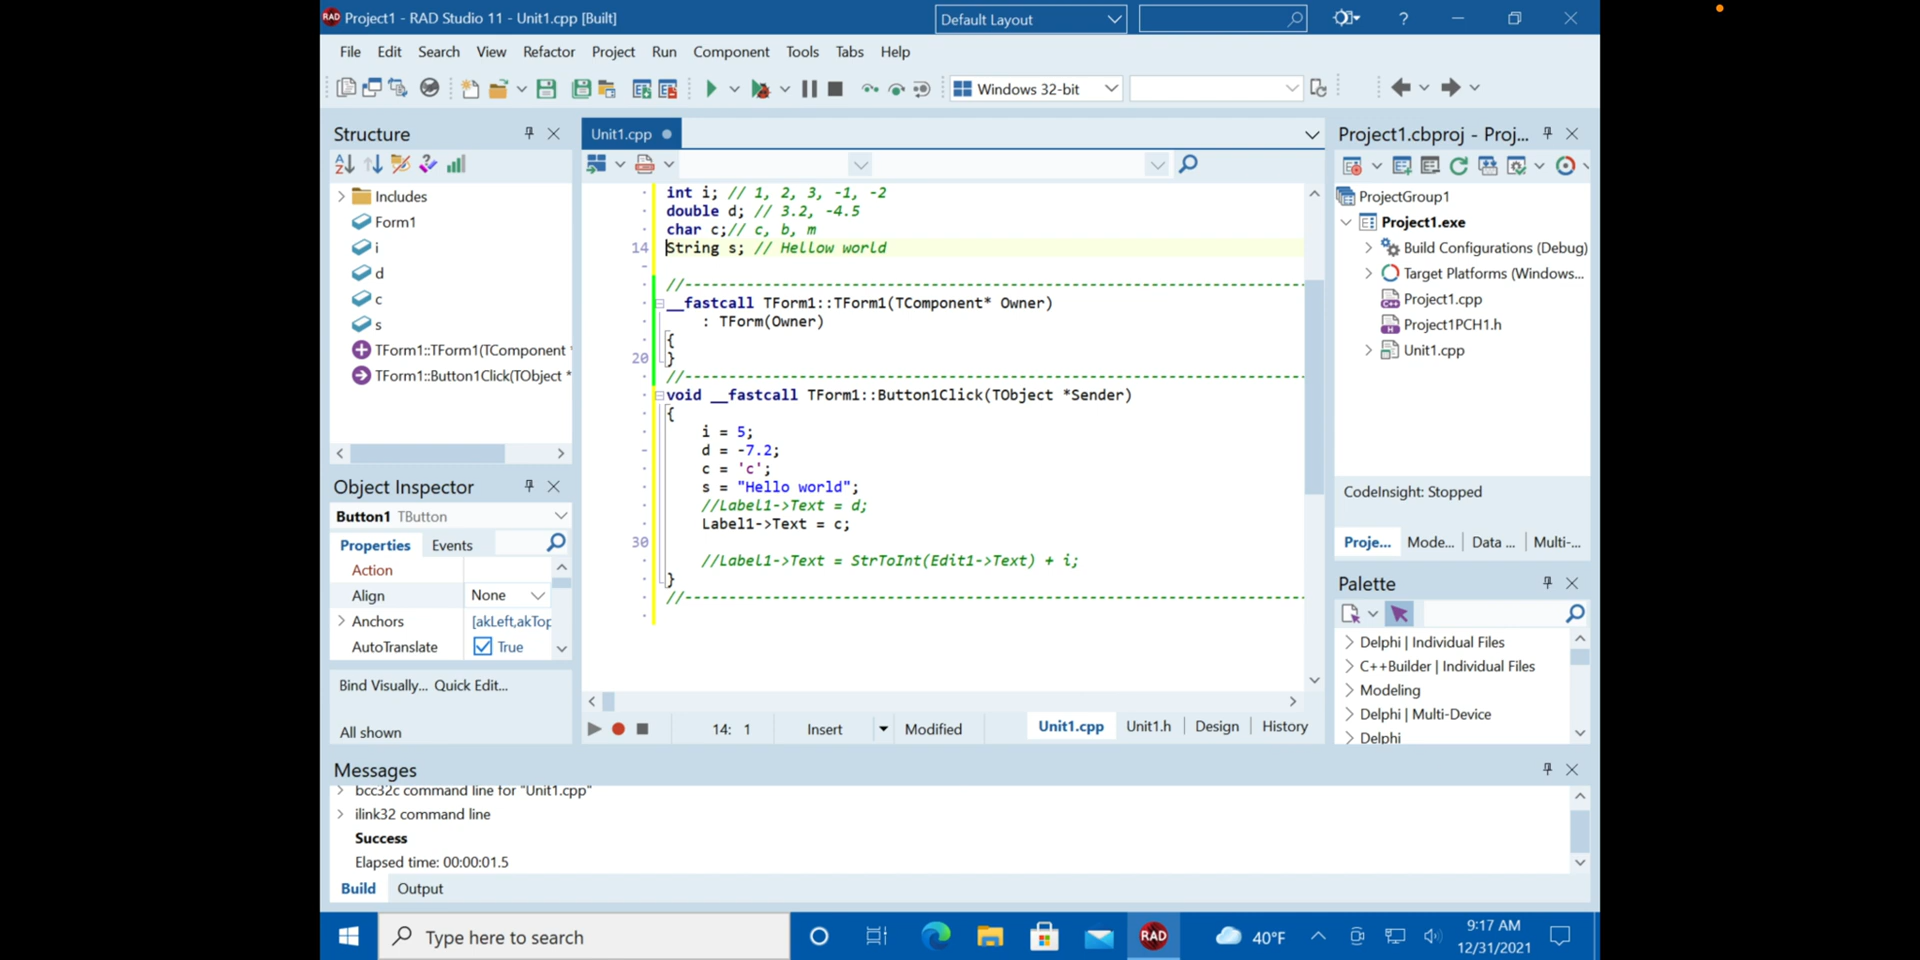 Project1 - RAD Studio 11 - Unit1.cpp [Built]
Default Layout
File Edit Search View Refactor Project Run Component Tools Tabs Help
Windows 32-bit
Structure
Includes
Form1
i
d
c
s
TForm1::TForm1(TComponent *
TForm1::Button1Click(TObject *
Object Inspector
Button1 TButton
Properties Events
Action
Align None
Anchors [akLeft,akTop
AutoTranslate True
Bind Visually... Quick Edit...
All shown
Unit1.cpp
int i; // 1, 2, 3, -1, -2
double d; // 3.2, -4.5
char c;// c, b, m
14 String s; // Hellow world
//------------------------------------------------------------------------
__fastcall TForm1::TForm1(TComponent* Owner)
: TForm(Owner)
{
20 }
//------------------------------------------------------------------------
void __fastcall TForm1::Button1Click(TObject *Sender)
{
i = 5;
d = -7.2;
c = 'c';
s = "Hello world";
//Label1->Text = d;
Label1->Text = c;
30
//Label1->Text = StrToInt(Edit1->Text) + i;
}
//------------------------------------------------------------------------
14: 1 Insert Modified
Unit1.cpp Unit1.h Design History
Project1.cbproj - Proj...
ProjectGroup1
Project1.exe
Build Configurations (Debug)
Target Platforms (Windows...
Project1.cpp
Project1PCH1.h
Unit1.cpp
CodeInsight: Stopped
Proje... Mode... Data ... Multi-...
Palette
Delphi | Individual Files
C++Builder | Individual Files
Modeling
Delphi | Multi-Device
Delphi
Messages
bcc32c command line for "Unit1.cpp"
ilink32 command line
Success
Elapsed time: 00:00:01.5
Build Output
Type here to search
RAD
40°F
9:17 AM
12/31/2021